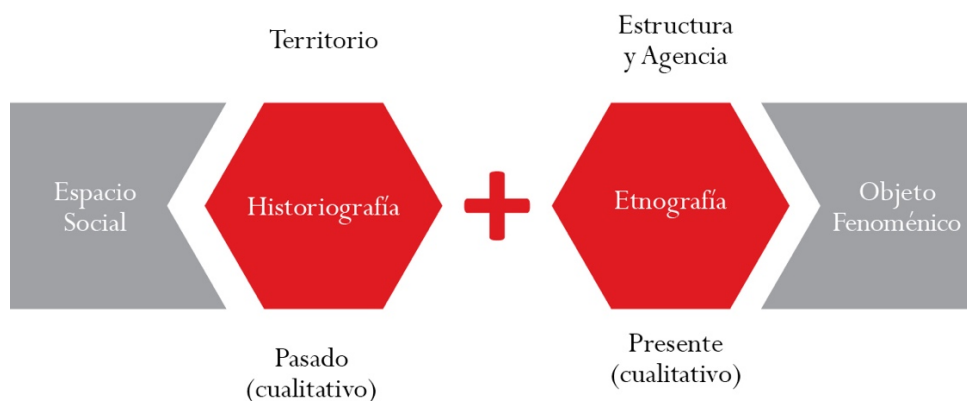 Territorio
Estructura
y Agencia
Espacio
Social
Historiografía
Etnografía
Objeto
Fenoménico
Pasado
(cualitativo)
Presente
(cualitativo)